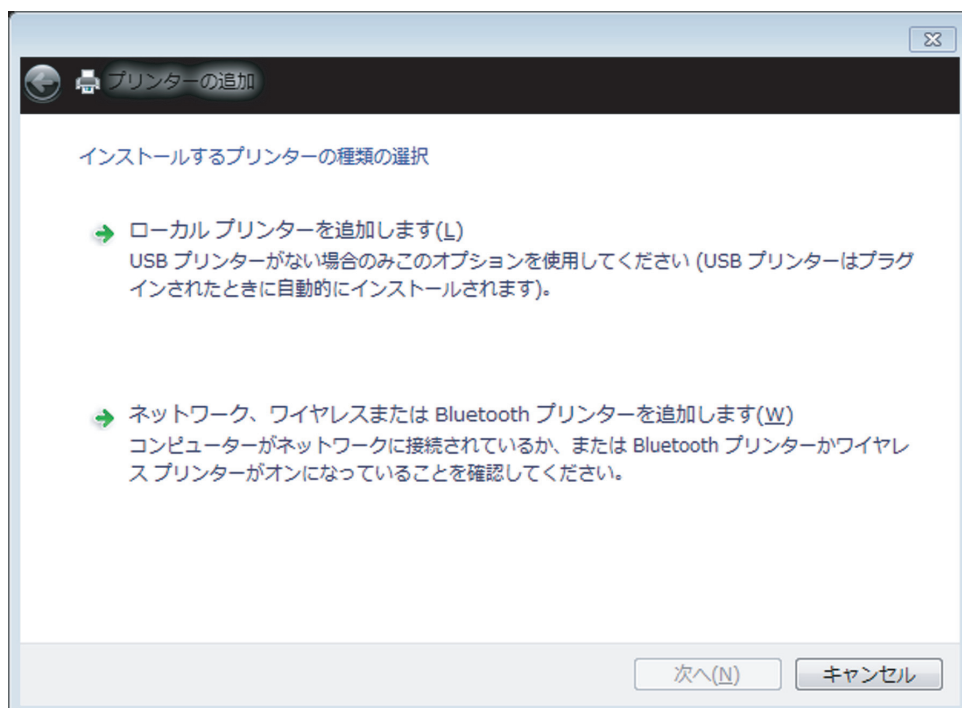 プリンターの追加
インストールするプリンターの種類の選択
ローカル プリンターを追加します(L)
USB プリンターがない場合のみこのオプションを使用してください (USB プリンターはプラグ
インされたときに自動的にインストールされます)。
ネットワーク、ワイヤレスまたは Bluetooth プリンターを追加します(W)
コンピューターがネットワークに接続されているか、または Bluetooth プリンターかワイヤレ
ス プリンターがオンになっていることを確認してください。
次へ(N)
キャンセル